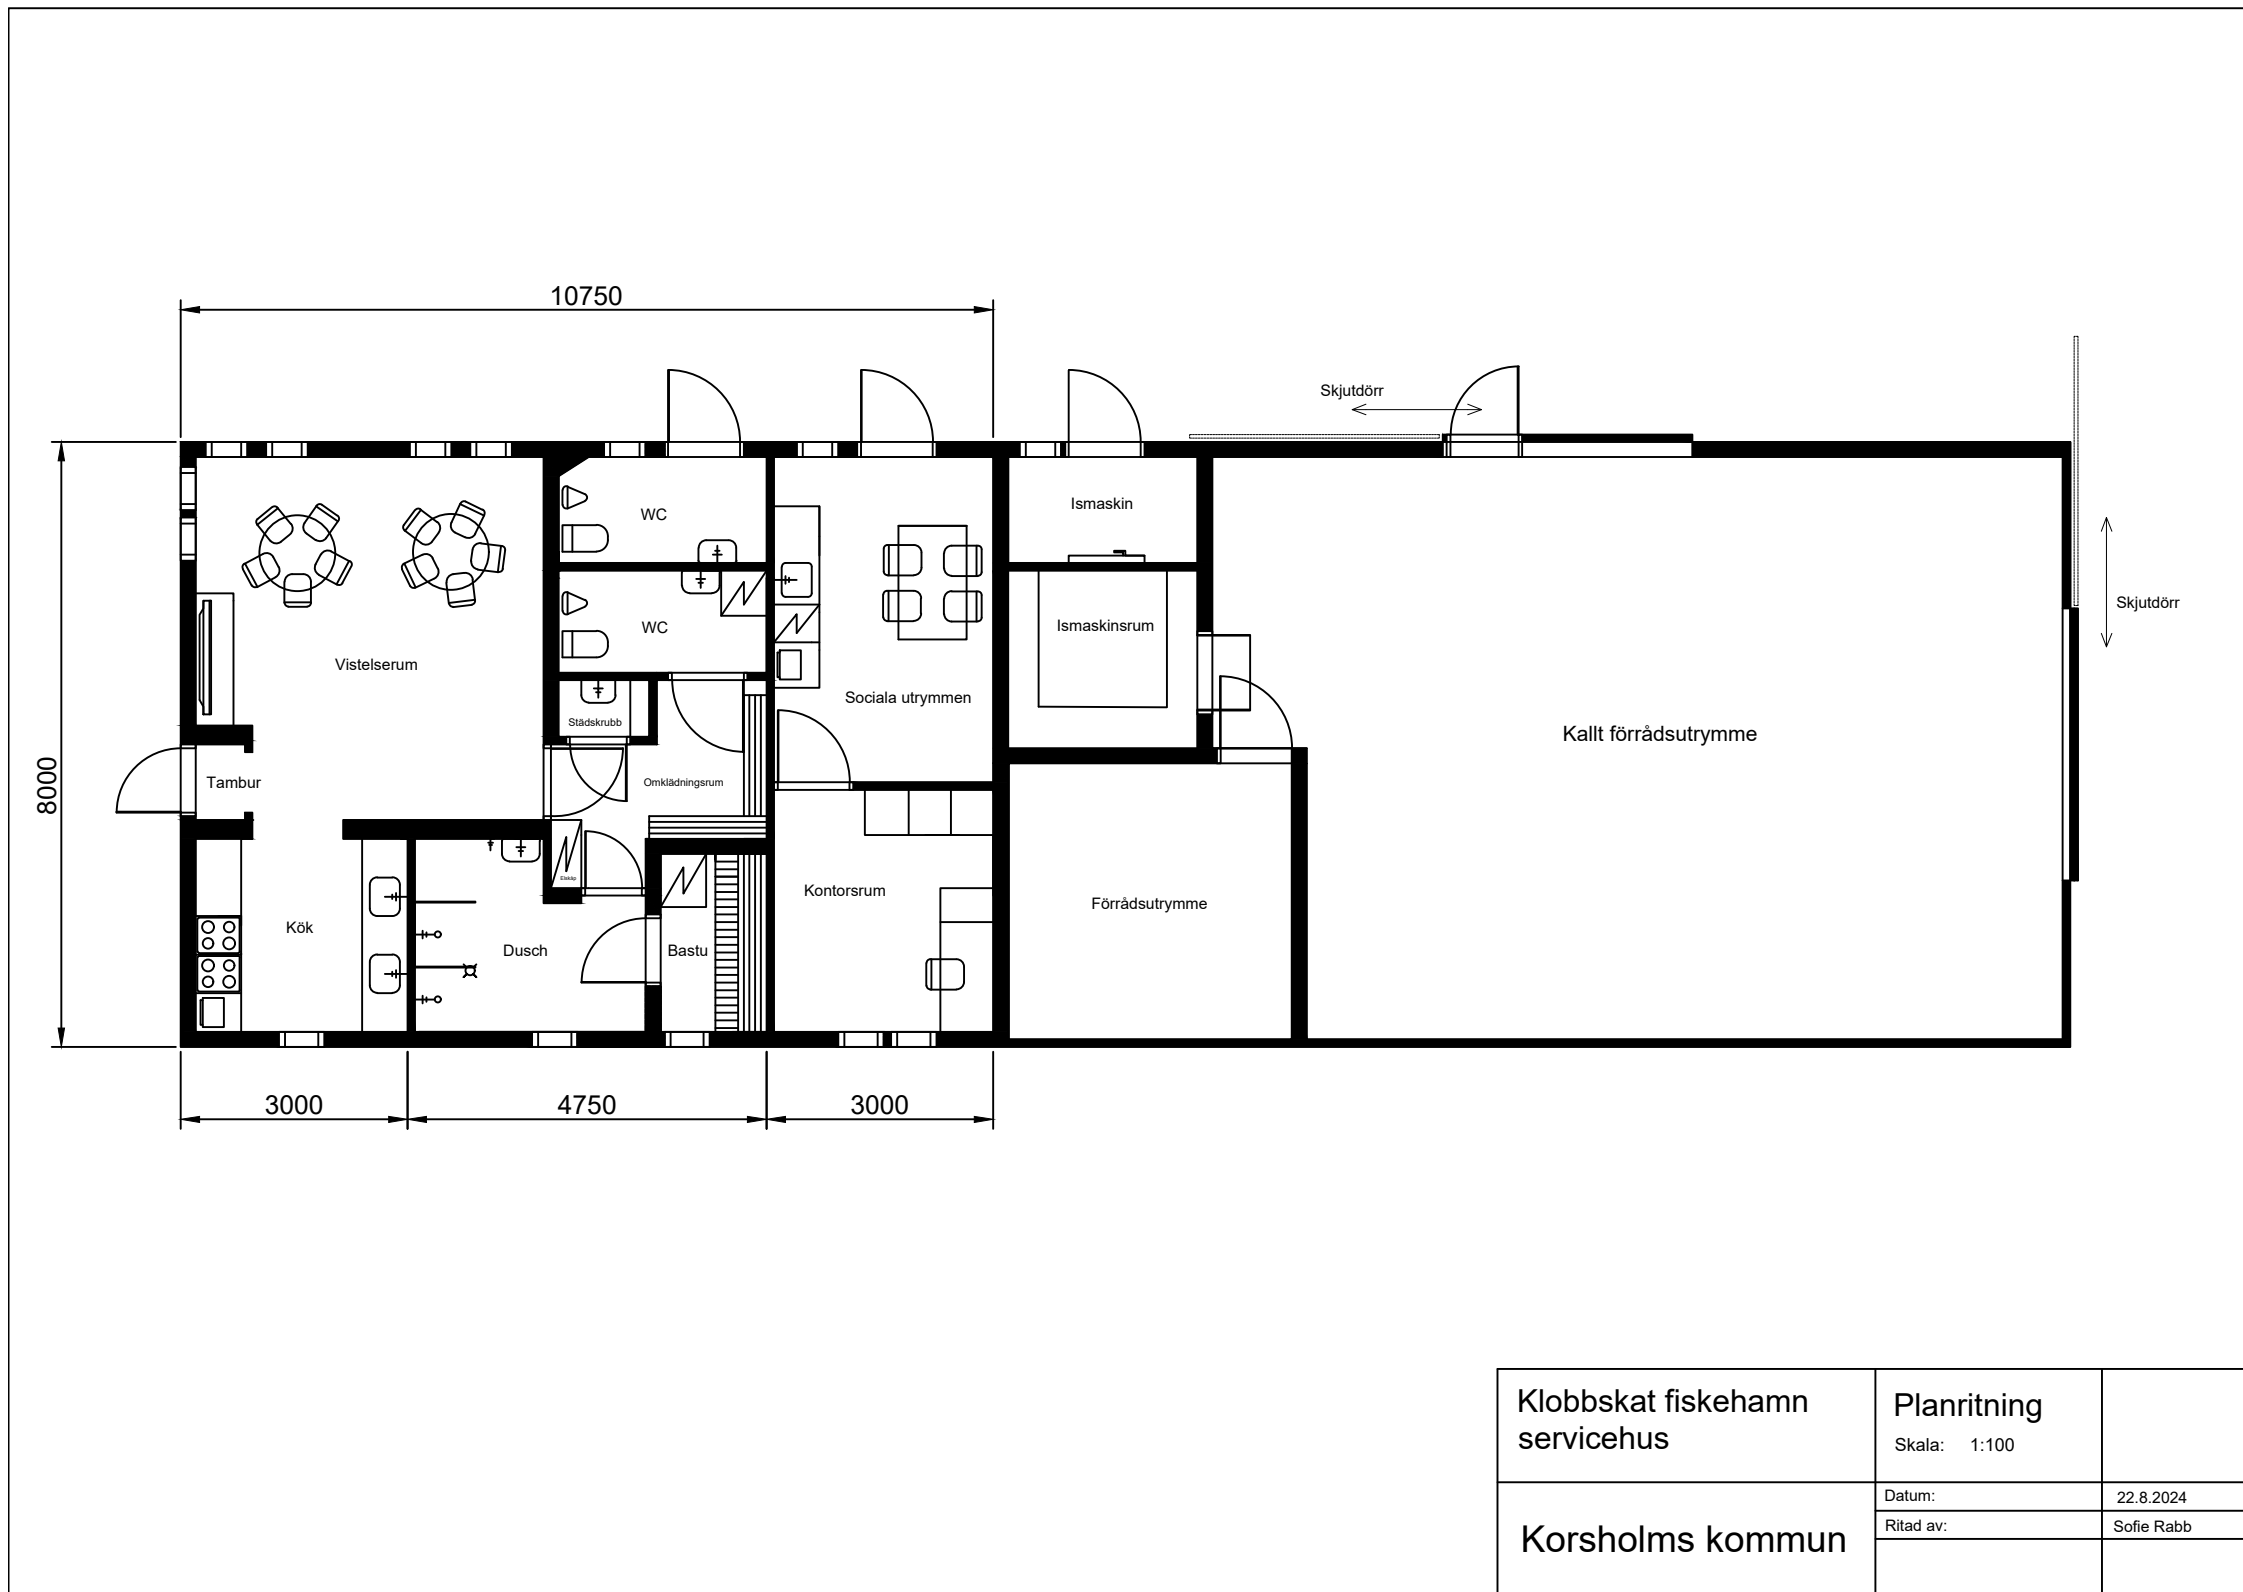 10750
Skjutdörr
WC
Ismaskin
8000
Skjutdörr
WC
Ismaskinsrum
Vistelserum
Sociala utrymmen
Städskrubb
Kallt förrådsutrymme
Tambur
Omklädningsrum
Elskåp
Kontorsrum
Förrådsutrymme
Kök
Dusch
Bastu
3000
4750
3000
Klobbskat fiskehamn
servicehus
Planritning
Skala: 1:100
Korsholms kommun
Datum: 22.8.2024
Ritad av: Sofie Rabb